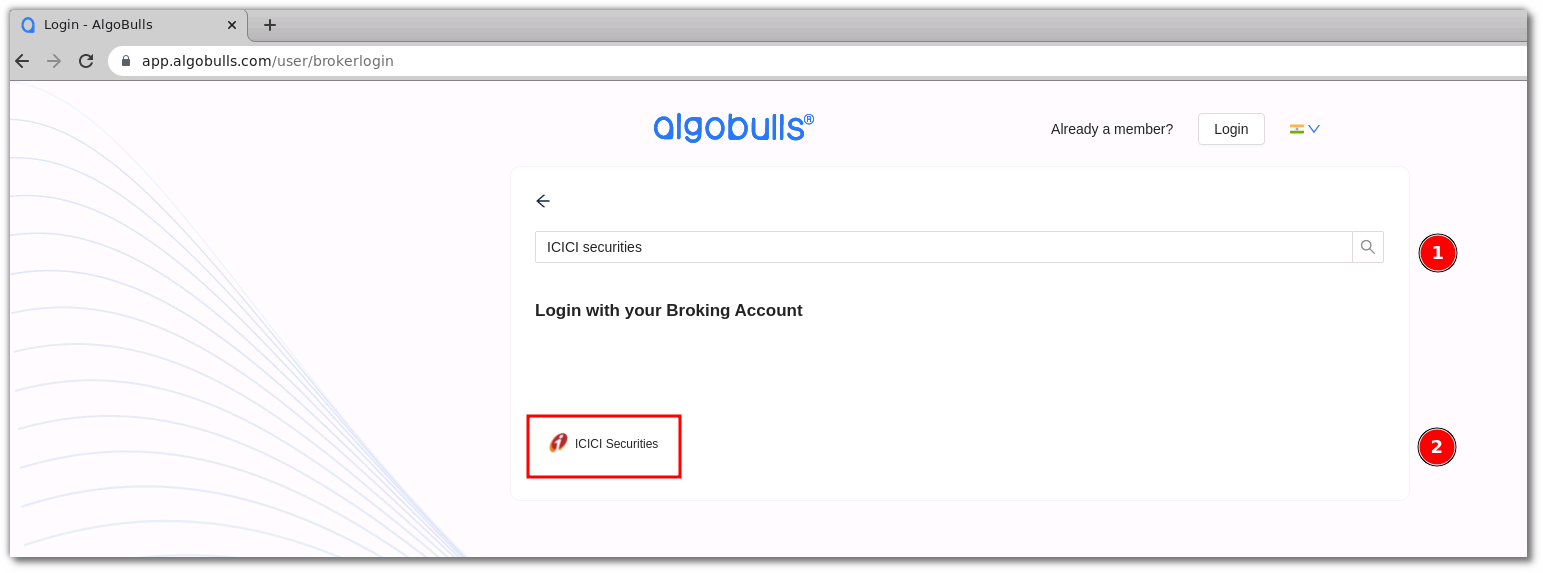 Login - AlgoBulls
app.algobulls.com/user/brokerlogin
algobulls®
Already a member?
Login
ICICI securities
1
Login with your Broking Account
ICICI Securities
2